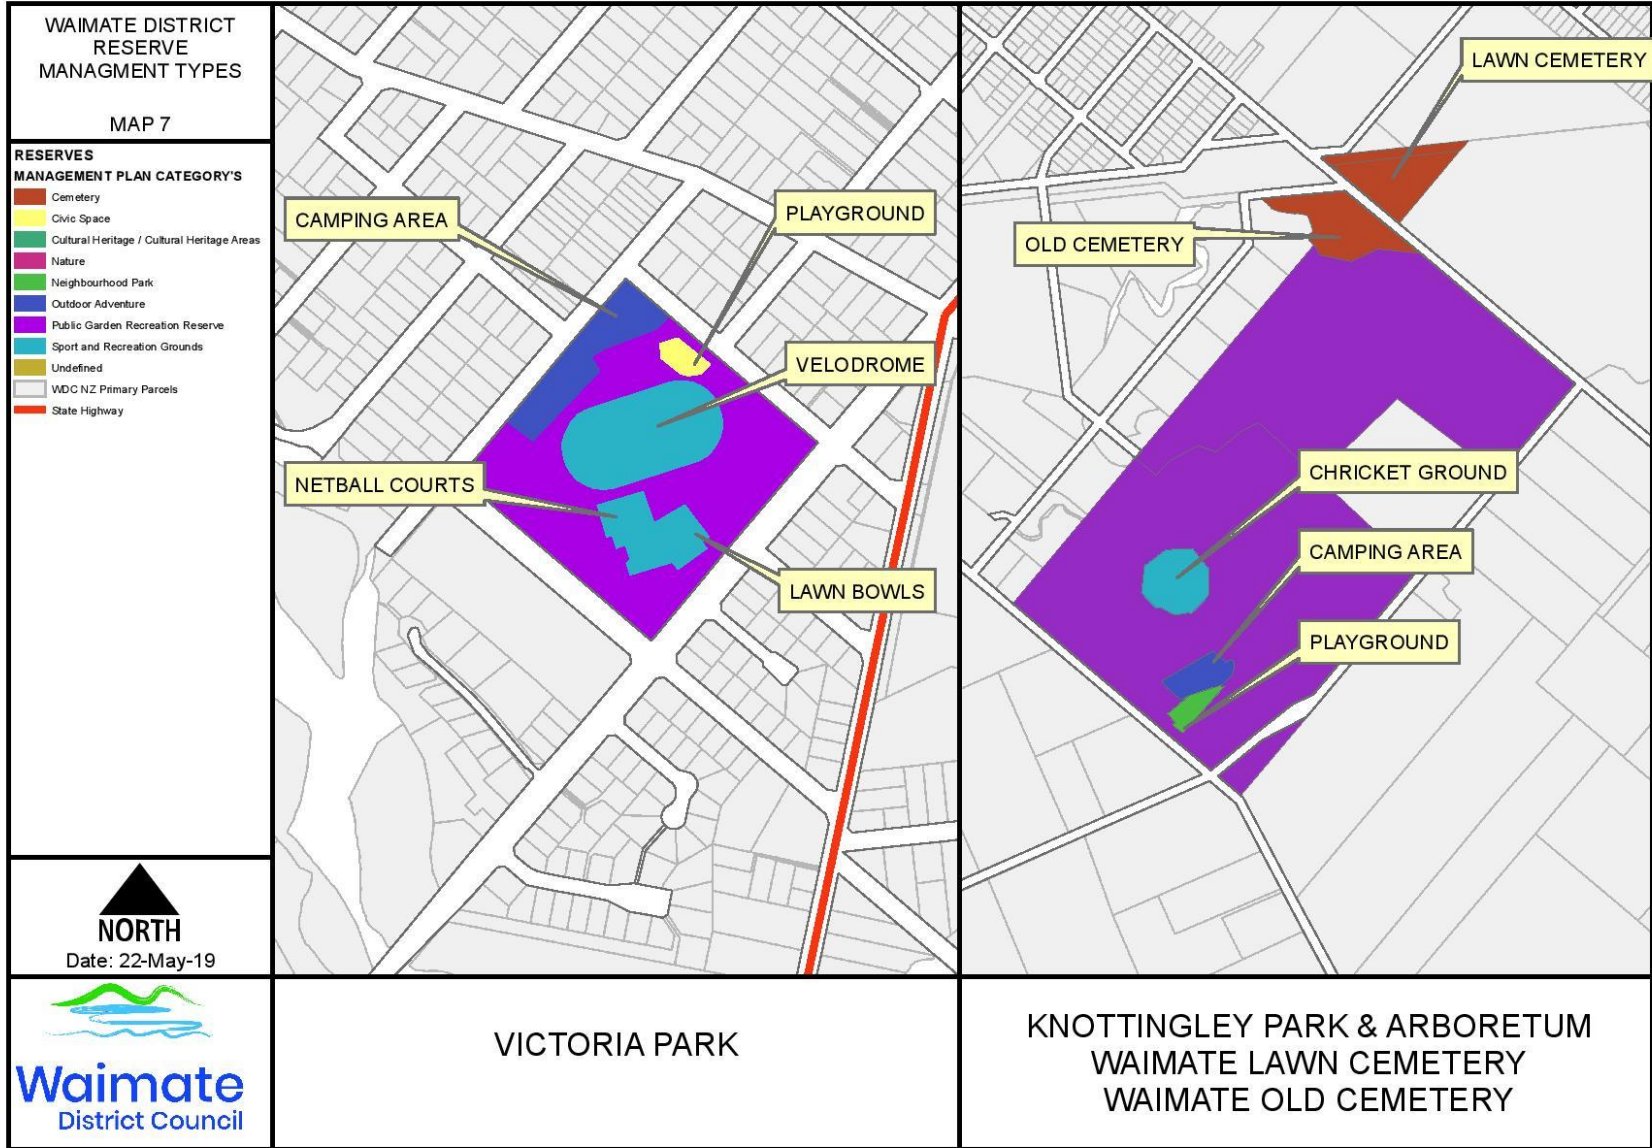 WAIMATE DISTRICT
RESERVE
MANAGMENT TYPES
MAP 7
RESERVES
MANAGEMENT PLAN CATEGORY'S
Cemetery
Civic Space
Cultural Heritage / Cultural Heritage Areas
Nature
Neighbourhood Park
Outdoor Adventure
Public Garden Recreation Reserve
Sport and Recreation Grounds
Undefined
WDC NZ Primary Parcels
State Highway
NORTH
Date: 22-May-19
Waimate
District Council
CAMPING AREA
PLAYGROUND
VELODROME
NETBALL COURTS
LAWN BOWLS
VICTORIA PARK
LAWN CEMETERY
OLD CEMETERY
CHRICKET GROUND
CAMPING AREA
PLAYGROUND
KNOTTINGLEY PARK & ARBORETUM
WAIMATE LAWN CEMETERY
WAIMATE OLD CEMETERY